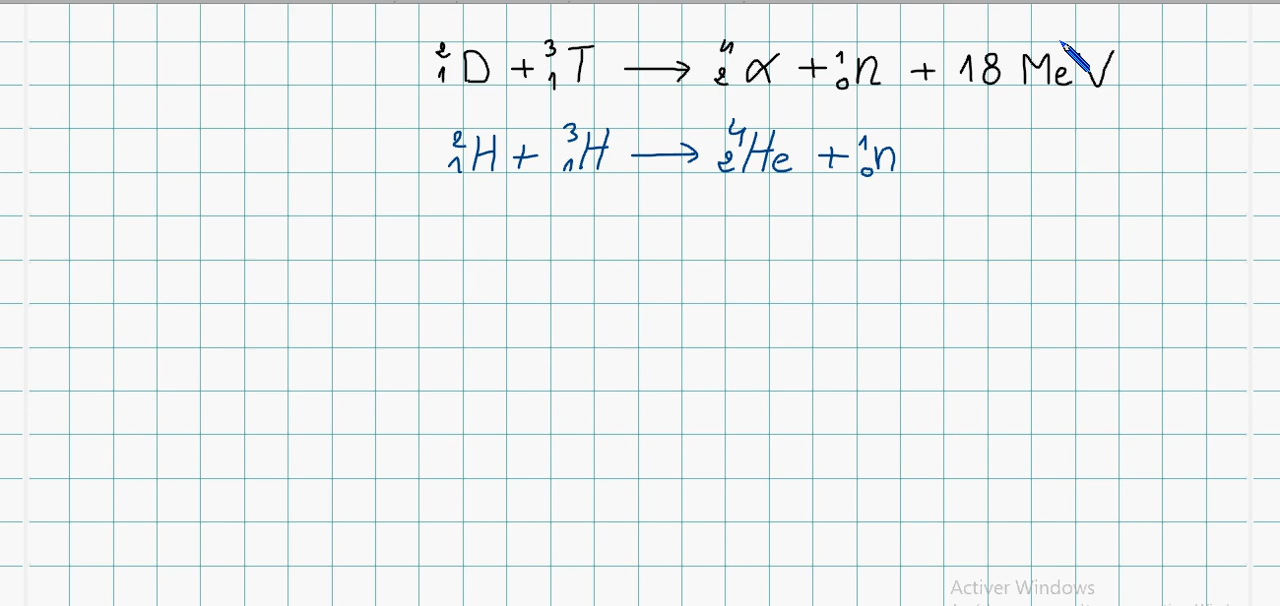 ²₁D + ³₁T ⟶ ⁴₂α + ¹₀n + 18 MeV
²₁H + ³₁H ⟶ ⁴₂He + ¹₀n
Activer Windows